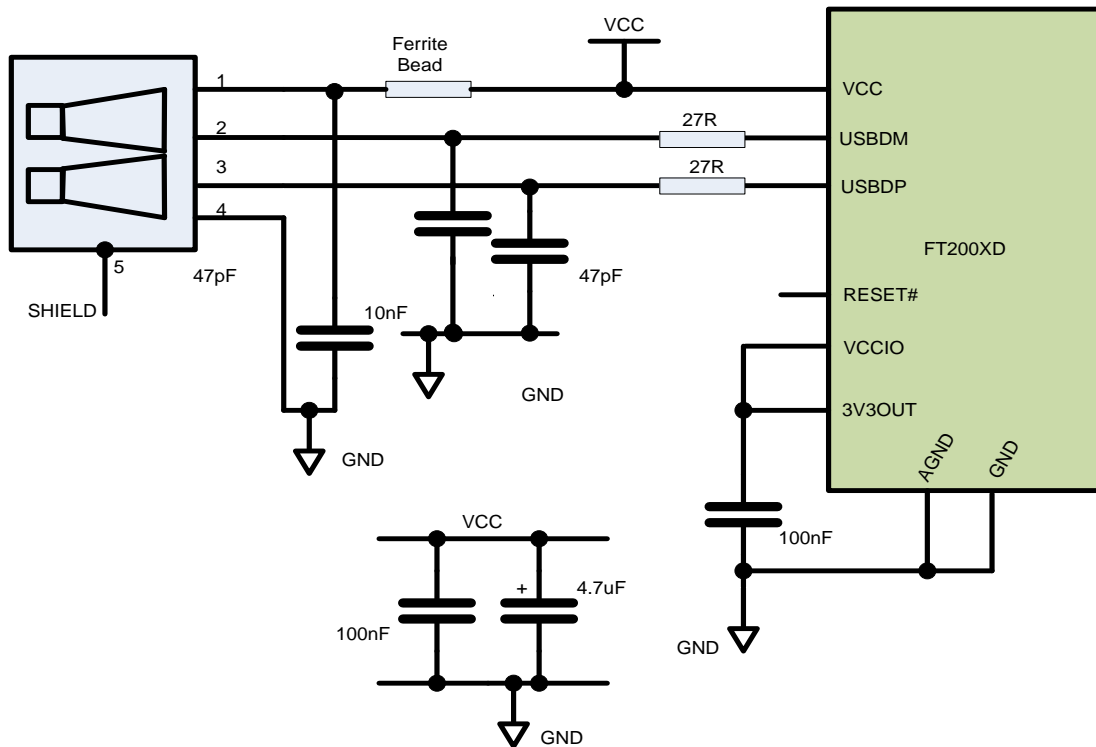 VCC
Ferrite
Bead
1
VCC
27R
2
USBDM
27R
3
USBDP
4
FT200XD
5
47pF
47pF
RESET#
SHIELD
10nF
VCCIO
GND
3V3OUT
GND
AGND
GND
VCC
100nF
+
4.7uF
100nF
GND
GND